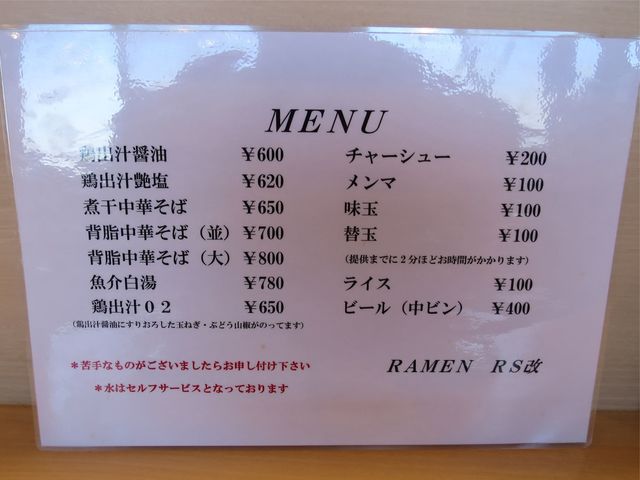 MENU
鶏出汁醤油 ￥600
鶏出汁艶塩 ￥620
煮干中華そば ￥650
背脂中華そば（並） ￥700
背脂中華そば（大） ￥800
魚介白湯 ￥780
鶏出汁０２ ￥650
（鶏出汁醤油にすりおろした玉ねぎ・ぶどう山椒がのってます）
チャーシュー ￥200
メンマ ￥100
味玉 ￥100
替玉 ￥100
（提供までに２分ほどお時間がかかります）
ライス ￥100
ビール（中ビン） ￥400
＊苦手なものがございましたらお申し付け下さい
＊水はセルフサービスとなっております
RAMEN RS改